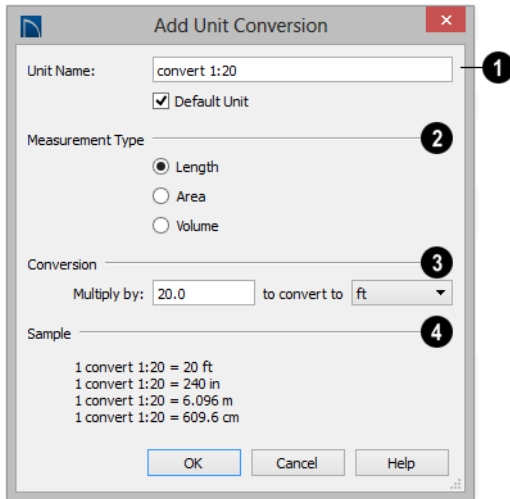 Add Unit Conversion
Unit Name: convert 1:20 1
Default Unit
Measurement Type 2
Length
Area
Volume
Conversion 3
Multiply by: 20.0 to convert to ft
Sample 4
1 convert 1:20 = 20 ft
1 convert 1:20 = 240 in
1 convert 1:20 = 6.096 m
1 convert 1:20 = 609.6 cm
OK Cancel Help